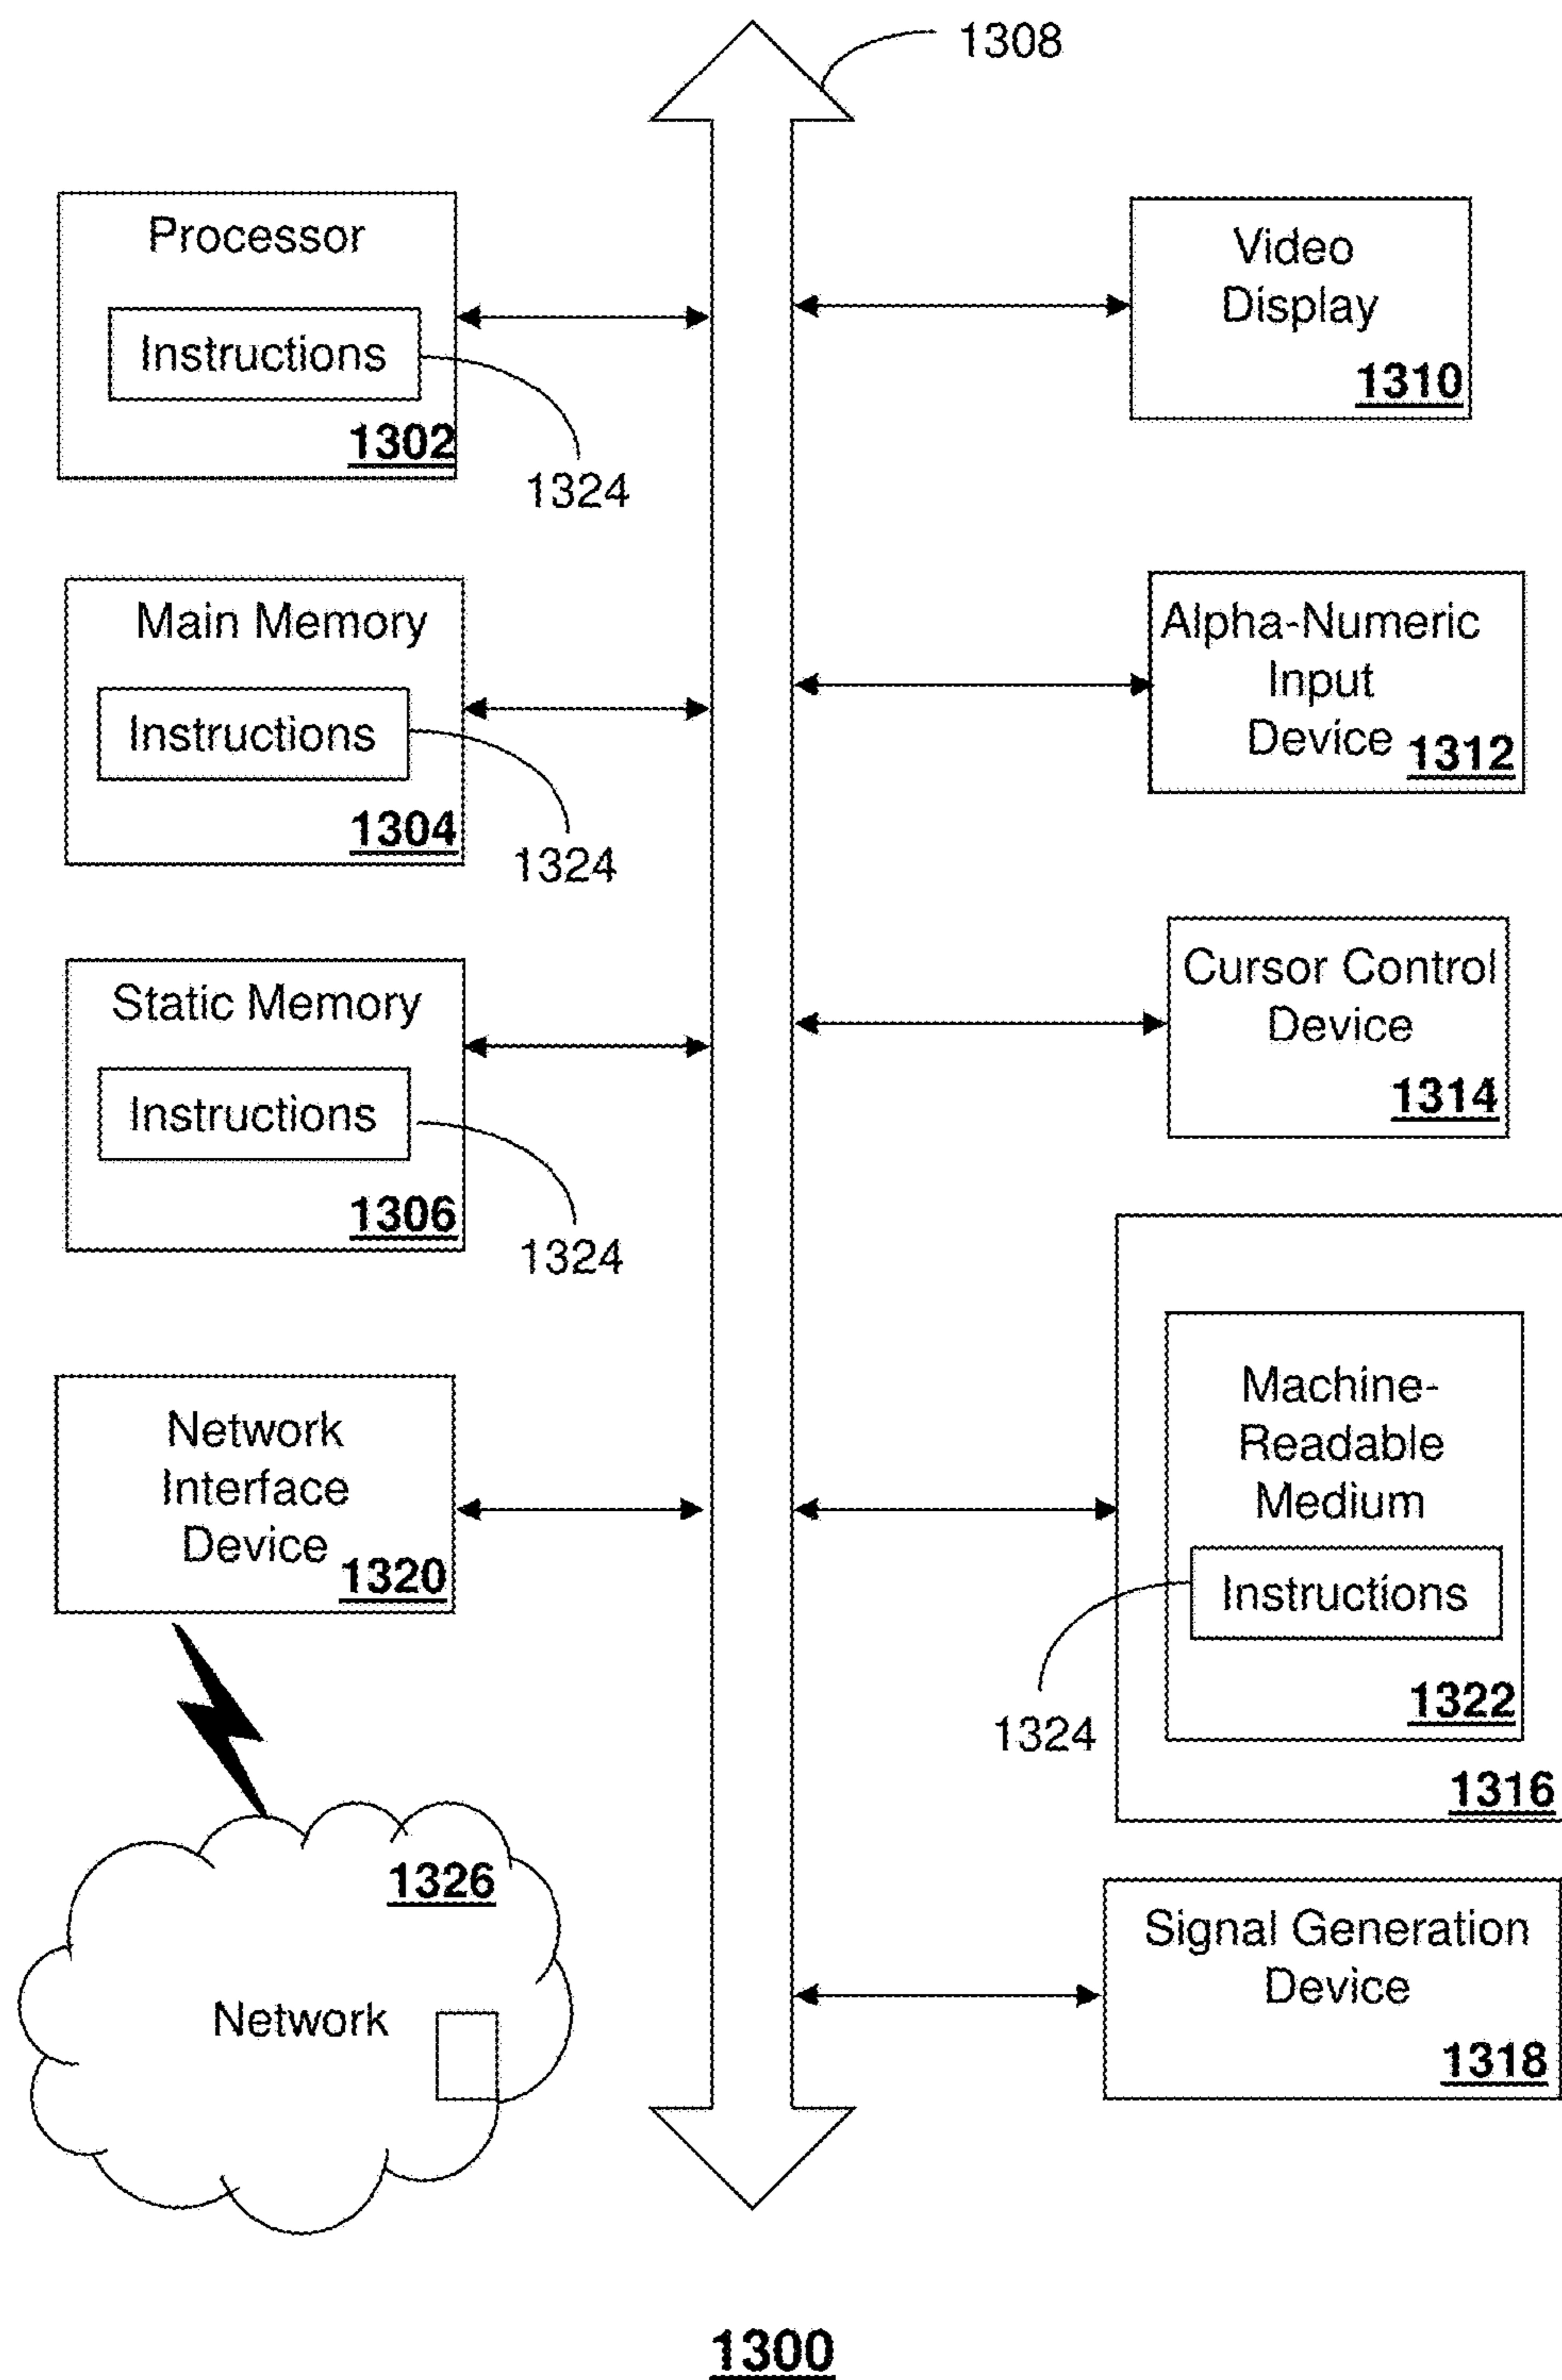 1308
Processor
Instructions
1302
1324
Main Memory
Instructions
1304
1324
Static Memory
Instructions
1306
1324
Network
Interface
Device
1320
1326
Network
Video
Display
1310
Alpha-Numeric
Input
Device 1312
Cursor Control
Device
1314
Machine-
Readable
Medium
Instructions
1324
1322
1316
Signal Generation
Device
1318
1300